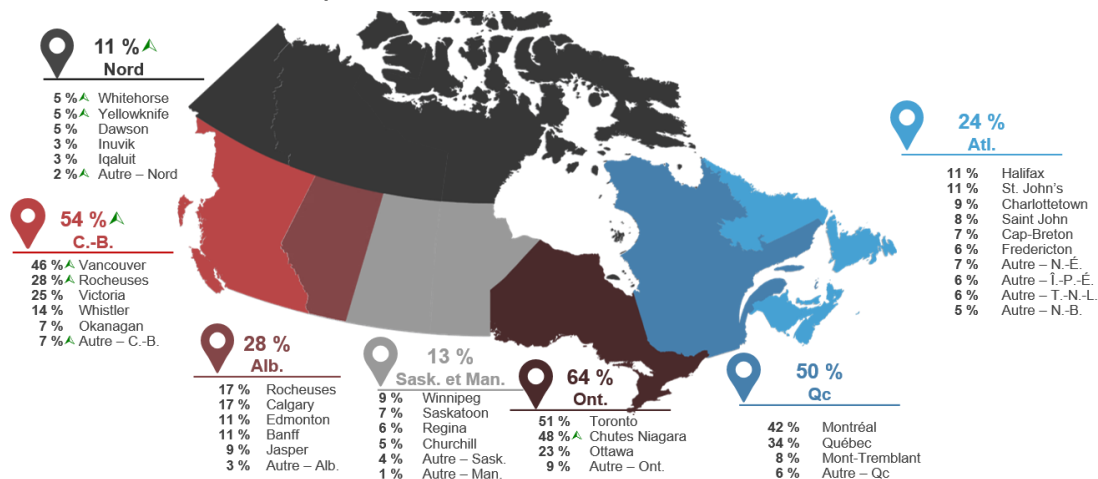 11 %
Nord
5 % Whitehorse
5 % Yellowknife
5 % Dawson
3 % Inuvik
3 % Iqaluit
2 % Autre – Nord
54 %
C.-B.
46 % Vancouver
28 % Rocheuses
25 % Victoria
14 % Whistler
7 % Okanagan
7 % Autre – C.-B.
28 %
Alb.
17 % Rocheuses
17 % Calgary
11 % Edmonton
11 % Banff
9 % Jasper
3 % Autre – Alb.
13 %
Sask. et Man.
9 % Winnipeg
7 % Saskatoon
6 % Regina
5 % Churchill
4 % Autre – Sask.
1 % Autre – Man.
64 %
Ont.
51 % Toronto
48 % Chutes Niagara
23 % Ottawa
9 % Autre – Ont.
50 %
Qc
42 % Montréal
34 % Québec
8 % Mont-Tremblant
6 % Autre – Qc
24 %
Atl.
11 % Halifax
11 % St. John's
9 % Charlottetown
8 % Saint John
7 % Cap-Breton
6 % Fredericton
7 % Autre – N.-É.
6 % Autre – Î.-P.-É.
6 % Autre – T.-N.-L.
5 % Autre – N.-B.